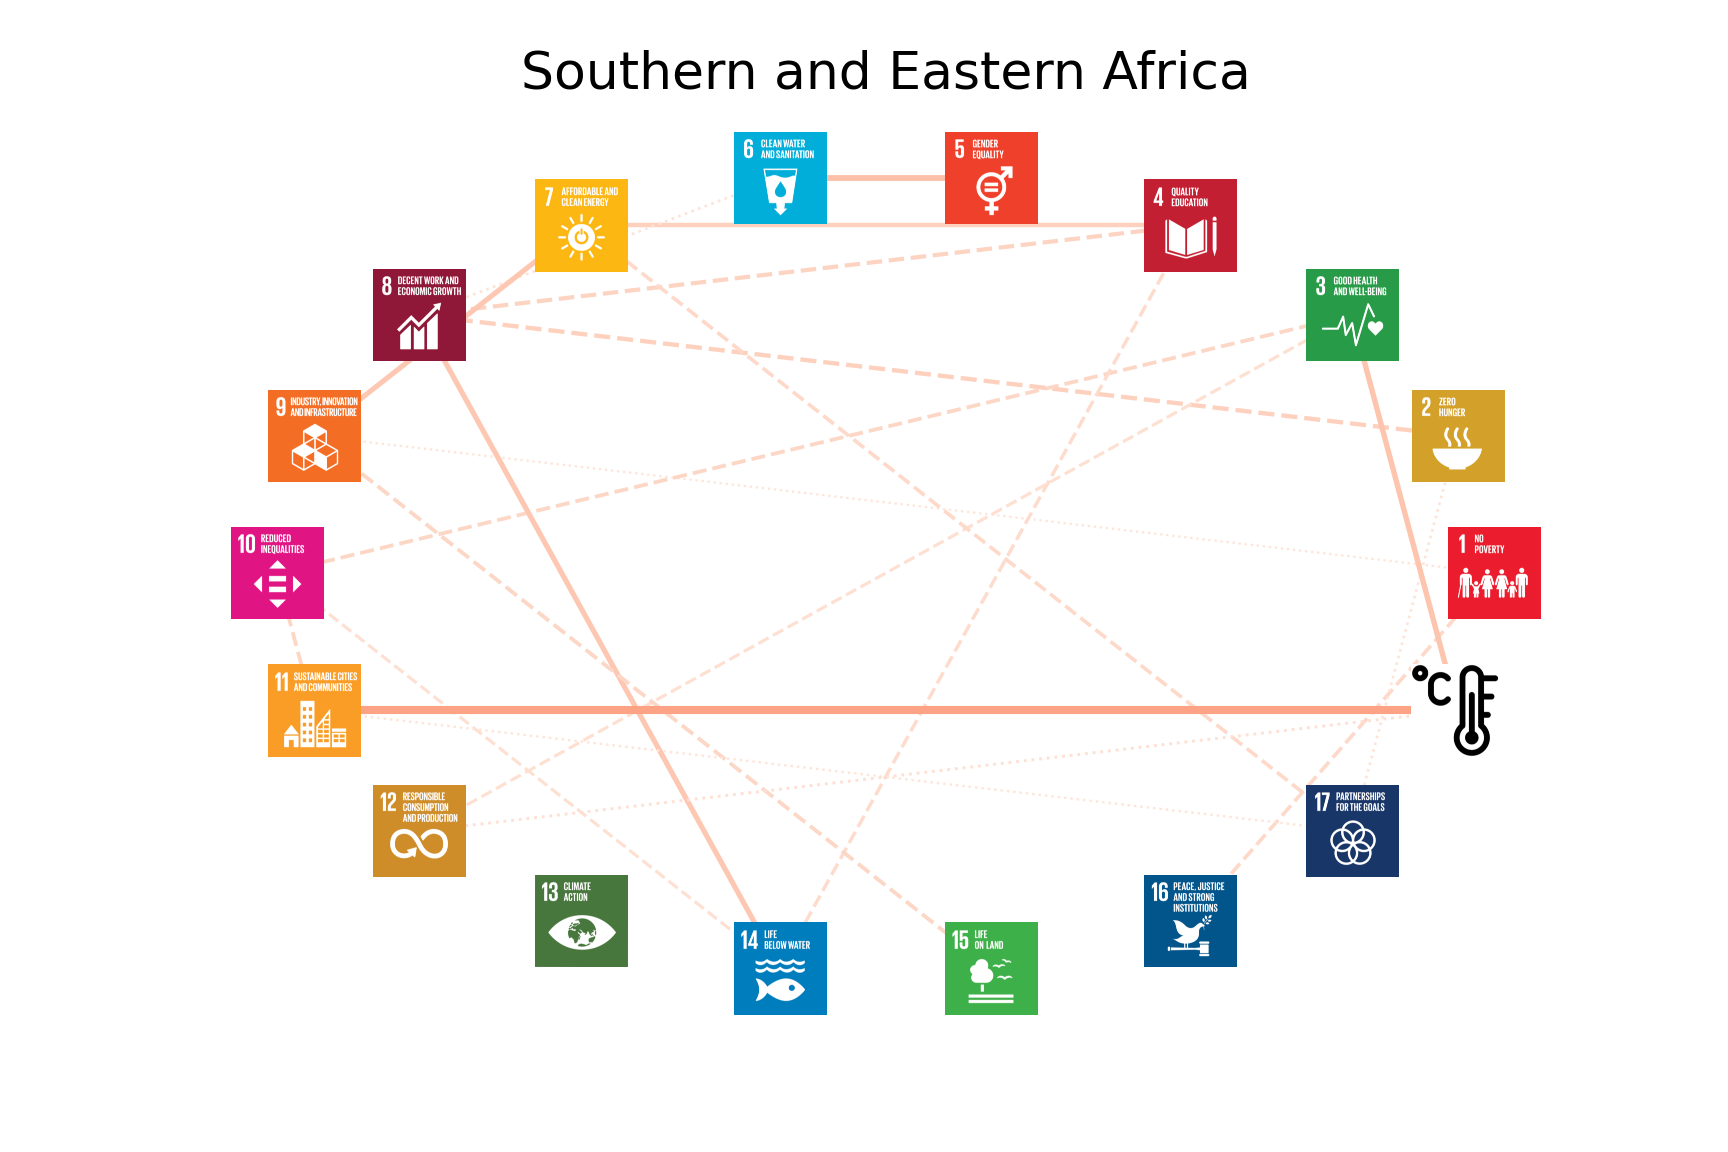 Southern and Eastern Africa
6 CLEAN WATER
AND SANITATION
5 GENDER
EQUALITY
7 AFFORDABLE AND
CLEAN ENERGY
4 QUALITY
EDUCATION
8 DECENT WORK AND
ECONOMIC GROWTH
3 GOOD HEALTH
AND WELL-BEING
9 INDUSTRY, INNOVATION
AND INFRASTRUCTURE
2 ZERO
HUNGER
10 REDUCED
INEQUALITIES
1 NO
POVERTY
11 SUSTAINABLE CITIES
AND COMMUNITIES
°C
12 RESPONSIBLE
CONSUMPTION
AND PRODUCTION
17 PARTNERSHIPS
FOR THE GOALS
13 CLIMATE
ACTION
16 PEACE, JUSTICE
AND STRONG
INSTITUTIONS
14 LIFE
BELOW WATER
15 LIFE
ON LAND